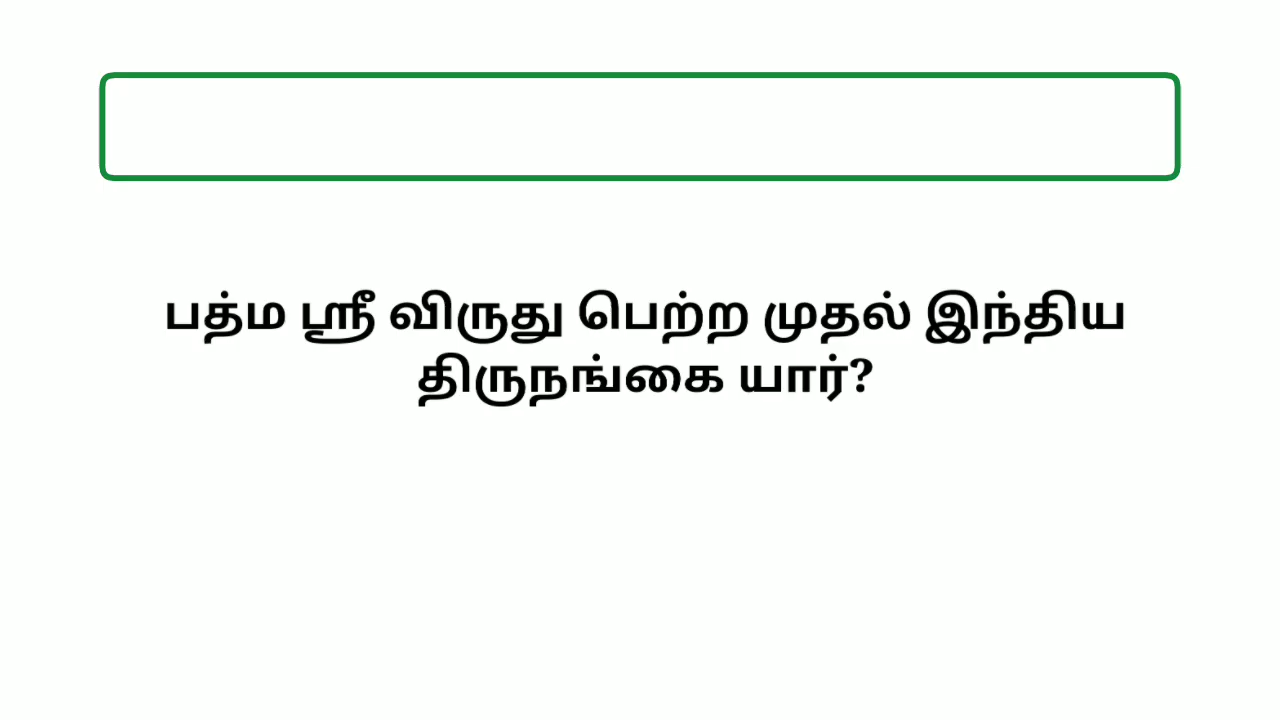 பத்ம ஸ்ரீ விருது பெற்ற முதல் இந்திய
திருநங்கை யார்?